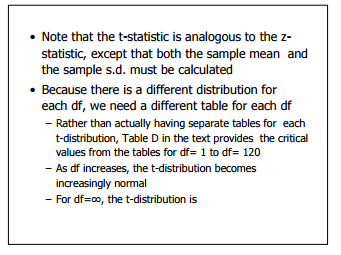 • Note that the t-statistic is analogous to the z-
statistic, except that both the sample mean and
the sample s.d. must be calculated
• Because there is a different distribution for
each df, we need a different table for each df
– Rather than actually having separate tables for each
t-distribution, Table D in the text provides the critical
values from the tables for df= 1 to df= 120
– As df increases, the t-distribution becomes
increasingly normal
– For df=∞, the t-distribution is